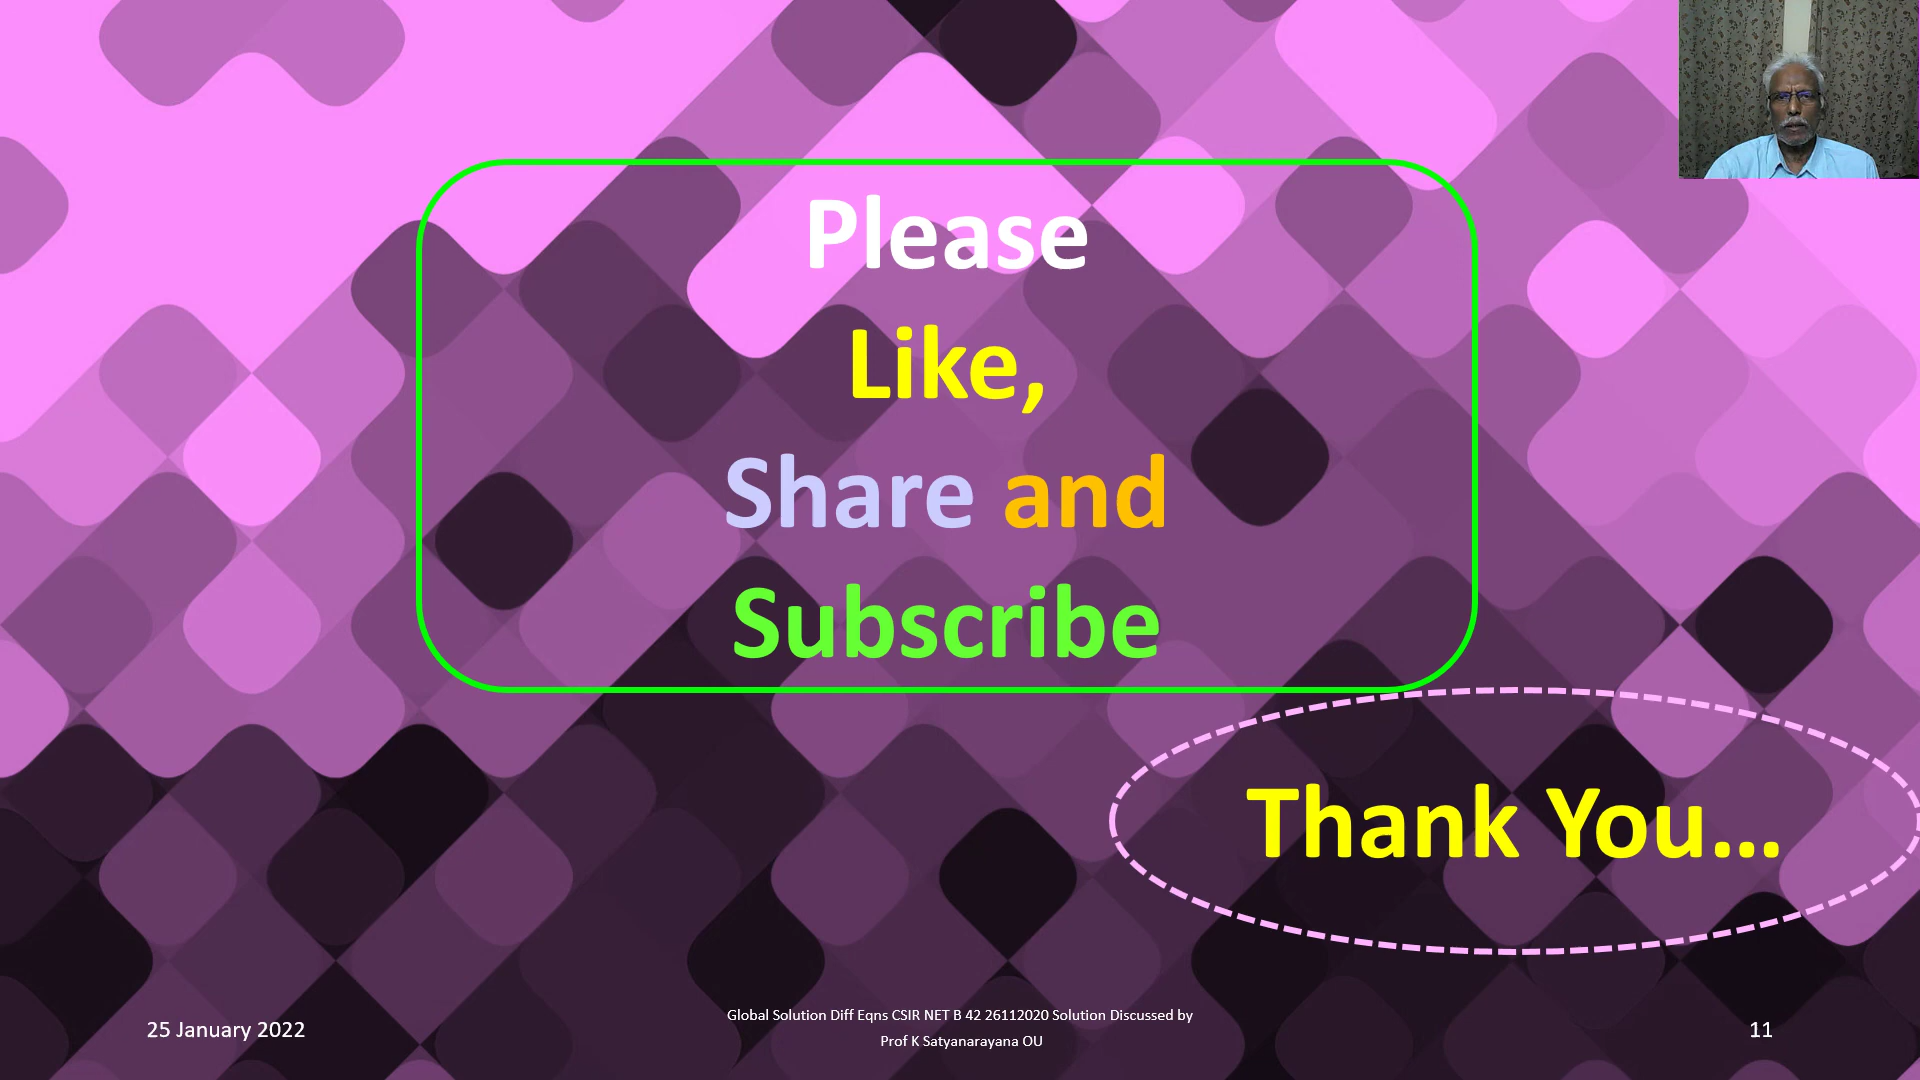 Please
Like,
Share and
Subscribe
Thank You...
25 January 2022
Global Solution Diff Eqns CSIR NET B 42 26112020 Solution Discussed by
Prof K Satyanarayana OU
11